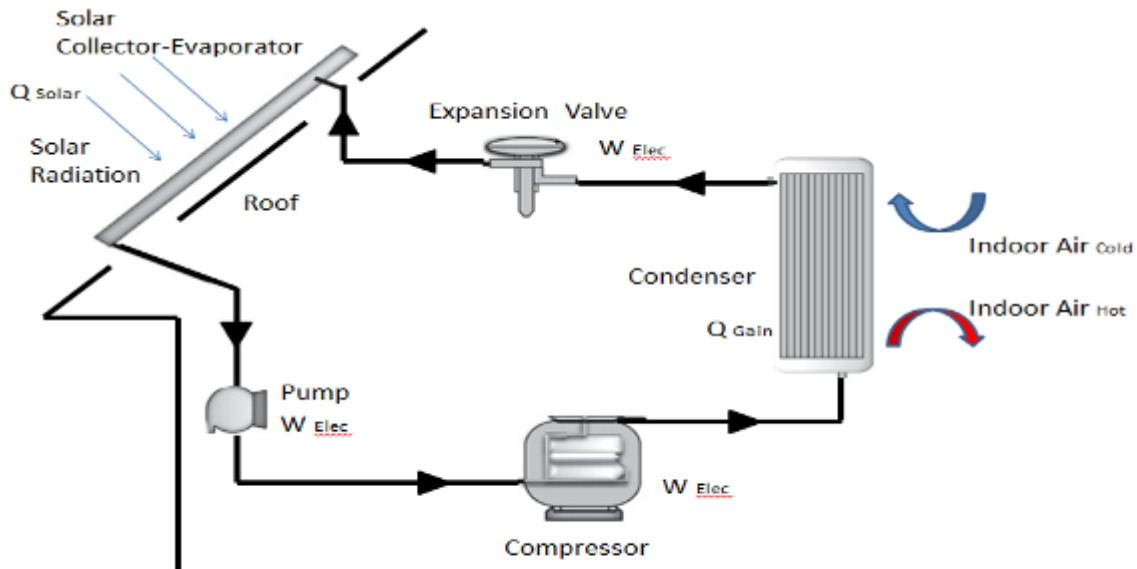 Solar
Collector-Evaporator
Q Solar
Solar
Radiation
Roof
Expansion Valve
W Elec
Indoor Air Cold
Condenser
Indoor Air Hot
Q Gain
Pump
W Elec
W Elec
Compressor